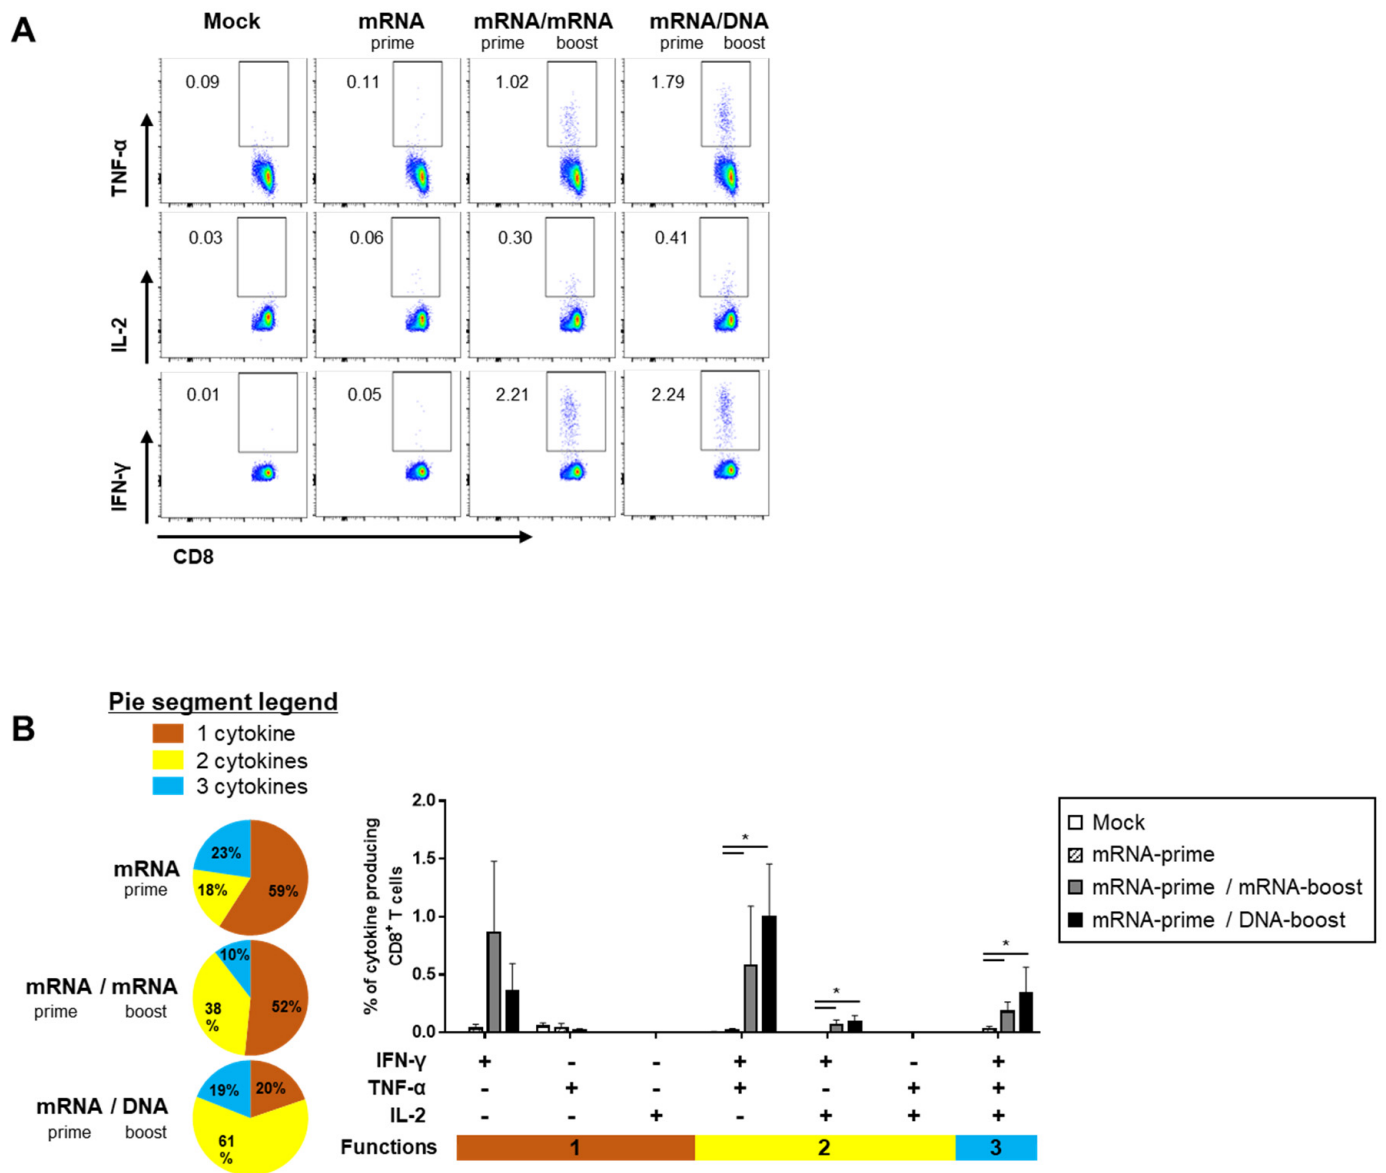 A
Mock mRNA mRNA/mRNA mRNA/DNA
prime prime boost prime boost
0.09 0.11 1.02 1.79
TNF-α
0.03 0.06 0.30 0.41
IL-2
0.01 0.05 2.21 2.24
IFN-γ
CD8
B
Pie segment legend
1 cytokine
2 cytokines
3 cytokines
mRNA
prime
23%
18%
59%
mRNA / mRNA
prime boost
10%
38
%
52%
mRNA / DNA
prime boost
19%
20%
61
%
% of cytokine producing
CD8+ T cells
2.0
1.5
1.0
0.5
0.0
* * *
IFN-γ + - - + + - +
TNF-α - + - + - + +
IL-2 - - + - + + +
Functions 1 2 3
Mock
mRNA-prime
mRNA-prime / mRNA-boost
mRNA-prime / DNA-boost